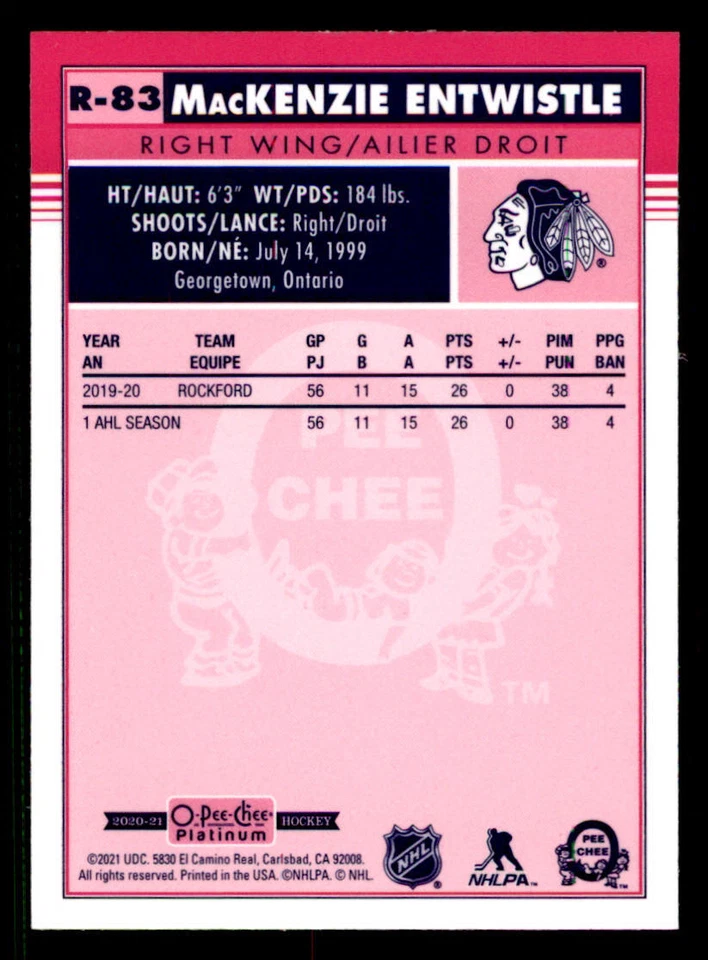 R-83 MacKENZIE ENTWISTLE
RIGHT WING/AILIER DROIT
HT/HAUT: 6'3" WT/PDS: 184 lbs.
SHOOTS/LANCE: Right/Droit
BORN/NÉ: July 14, 1999
Georgetown, Ontario
®
YEAR TEAM GP G A PTS +/- PIM PPG
AN EQUIPE PJ B A PTS +/- PUN BAN
2019-20 ROCKFORD 56 11 15 26 0 38 4
1 AHL SEASON 56 11 15 26 0 38 4
PEE
CHEE
TM
2020-21 O-Pee-Chee HOCKEY
Platinum
©2021 UDC. 5830 El Camino Real, Carlsbad, CA 92008.
All rights reserved. Printed in the USA. ©NHLPA. © NHL.
NHL ®
NHLPA™
PEE
CHEE
TM